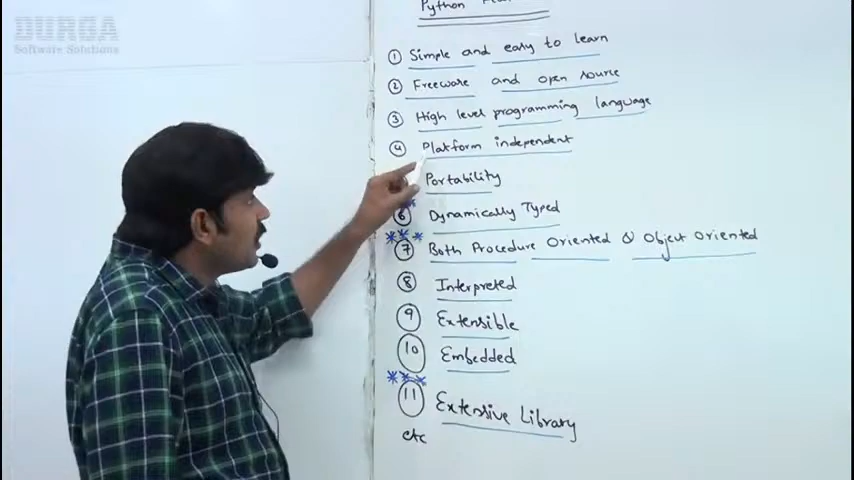 DURGA
Software Solutions
Python
1 Simple and easy to learn
2 Freeware and open source
3 High level programming language
4 Platform independent
Portability
6 Dynamically Typed
*** 7 Both Procedure Oriented & Object Oriented
8 Interpreted
9 Extensible
10 Embedded
*** 11 Extensive Library
etc